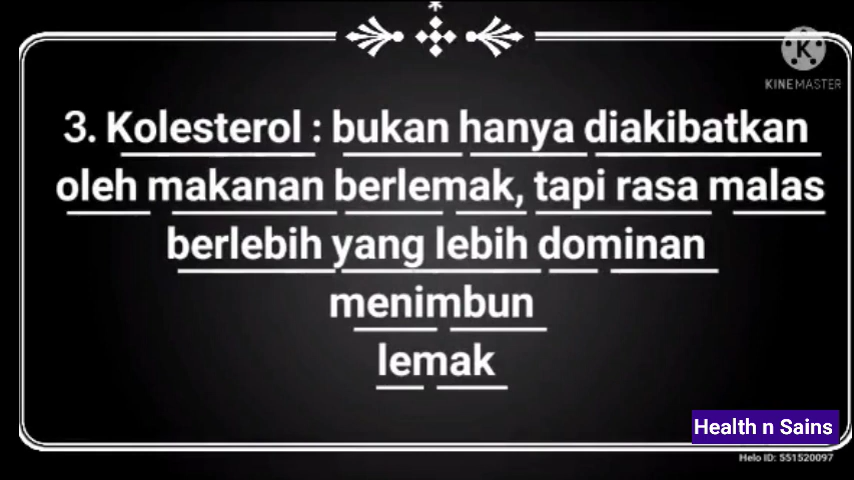 KINEMASTER
3. Kolesterol : bukan hanya diakibatkan
oleh makanan berlemak, tapi rasa malas
berlebih yang lebih dominan
menimbun
lemak
Health n Sains
Helo ID: 551520097